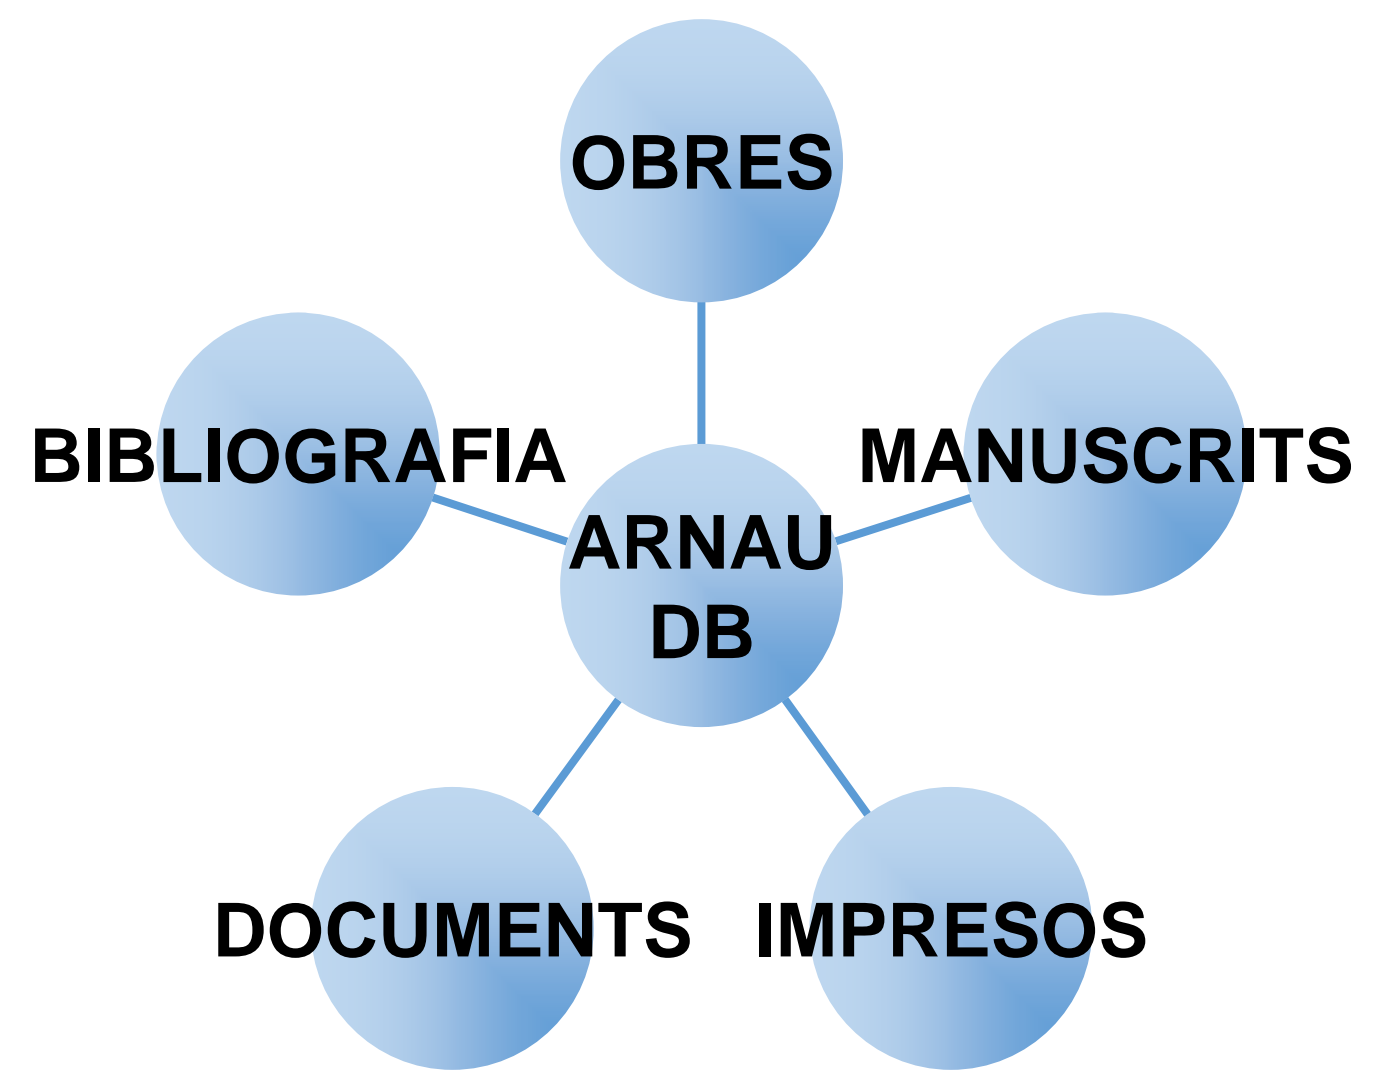 OBRES
BIBLIOGRAFIA
MANUSCRITS
ARNAU
DB
DOCUMENTS
IMPRESOS